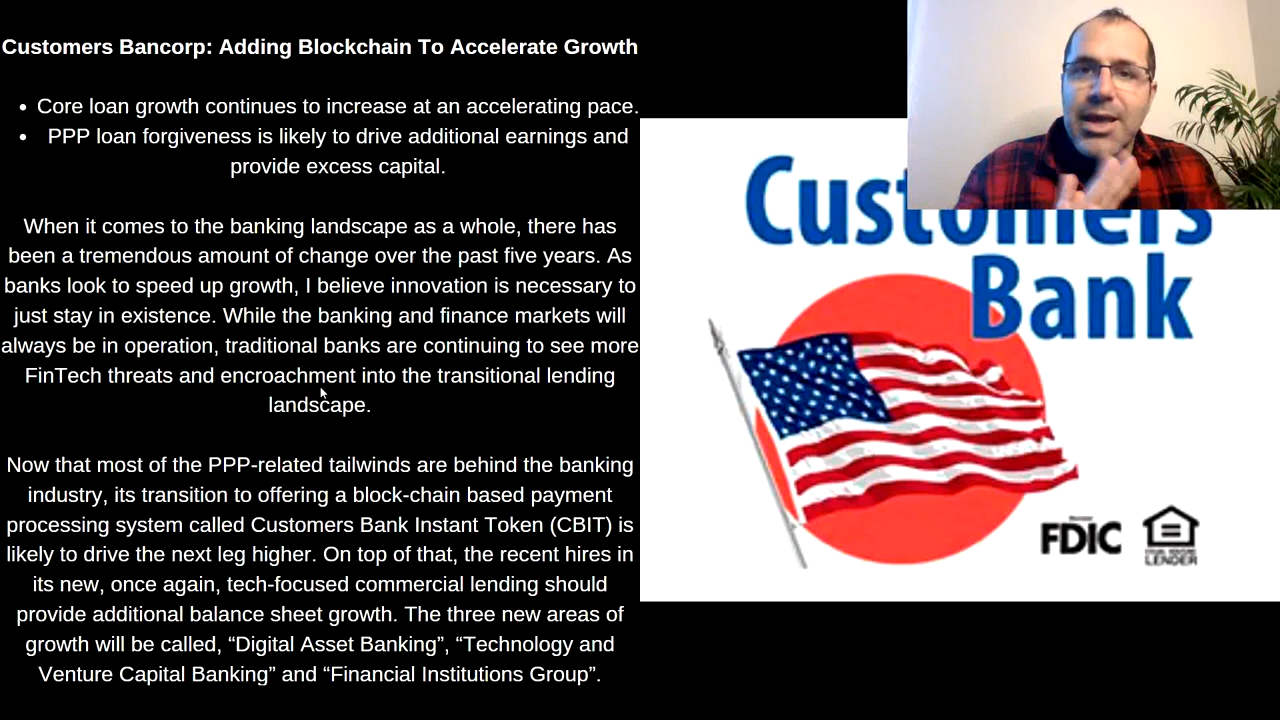 Customers Bancorp: Adding Blockchain To Accelerate Growth
• Core loan growth continues to increase at an accelerating pace.
• PPP loan forgiveness is likely to drive additional earnings and
provide excess capital.
When it comes to the banking landscape as a whole, there has
been a tremendous amount of change over the past five years. As
banks look to speed up growth, I believe innovation is necessary to
just stay in existence. While the banking and finance markets will
always be in operation, traditional banks are continuing to see more
FinTech threats and encroachment into the transitional lending
landscape.
Now that most of the PPP-related tailwinds are behind the banking
industry, its transition to offering a block-chain based payment
processing system called Customers Bank Instant Token (CBIT) is
likely to drive the next leg higher. On top of that, the recent hires in
its new, once again, tech-focused commercial lending should
provide additional balance sheet growth. The three new areas of
growth will be called, “Digital Asset Banking”, “Technology and
Venture Capital Banking” and “Financial Institutions Group”.
Customers
Bank
FDIC
LENDER